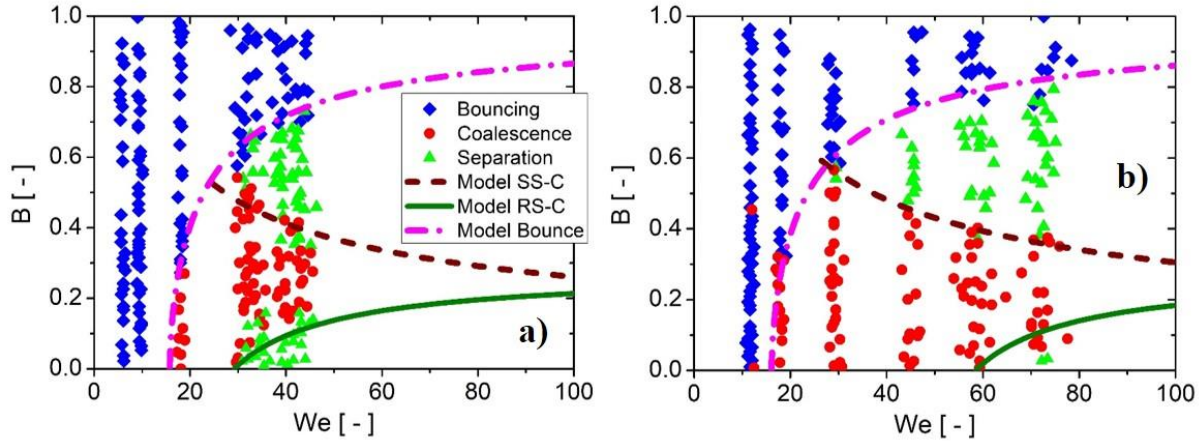 1.0
0.8
0.6
0.4
0.2
0.0
B [ - ]
0 20 40 60 80 100
We [ - ]
Bouncing
Coalescence
Separation
Model SS-C
Model RS-C
Model Bounce
a)
1.0
0.8
0.6
0.4
0.2
0.0
B [ - ]
0 20 40 60 80 100
We [ - ]
b)